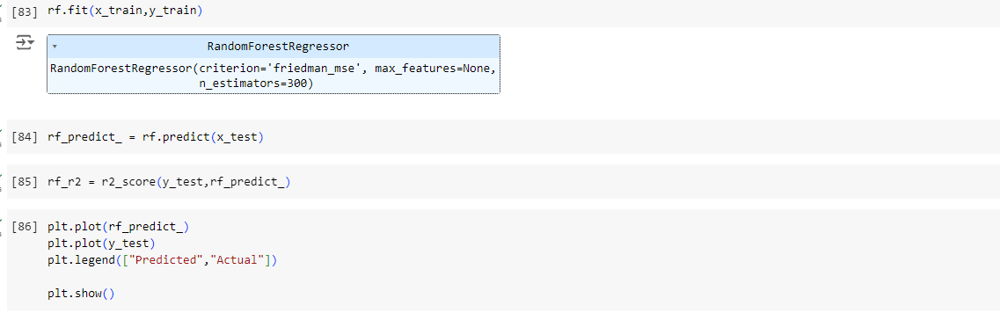 [83] rf.fit(x_train,y_train)
RandomForestRegressor
RandomForestRegressor(criterion='friedman_mse', max_features=None,
n_estimators=300)
[84] rf_predict_ = rf.predict(x_test)
[85] rf_r2 = r2_score(y_test,rf_predict_)
[86] plt.plot(rf_predict_)
plt.plot(y_test)
plt.legend(["Predicted","Actual"])
plt.show()